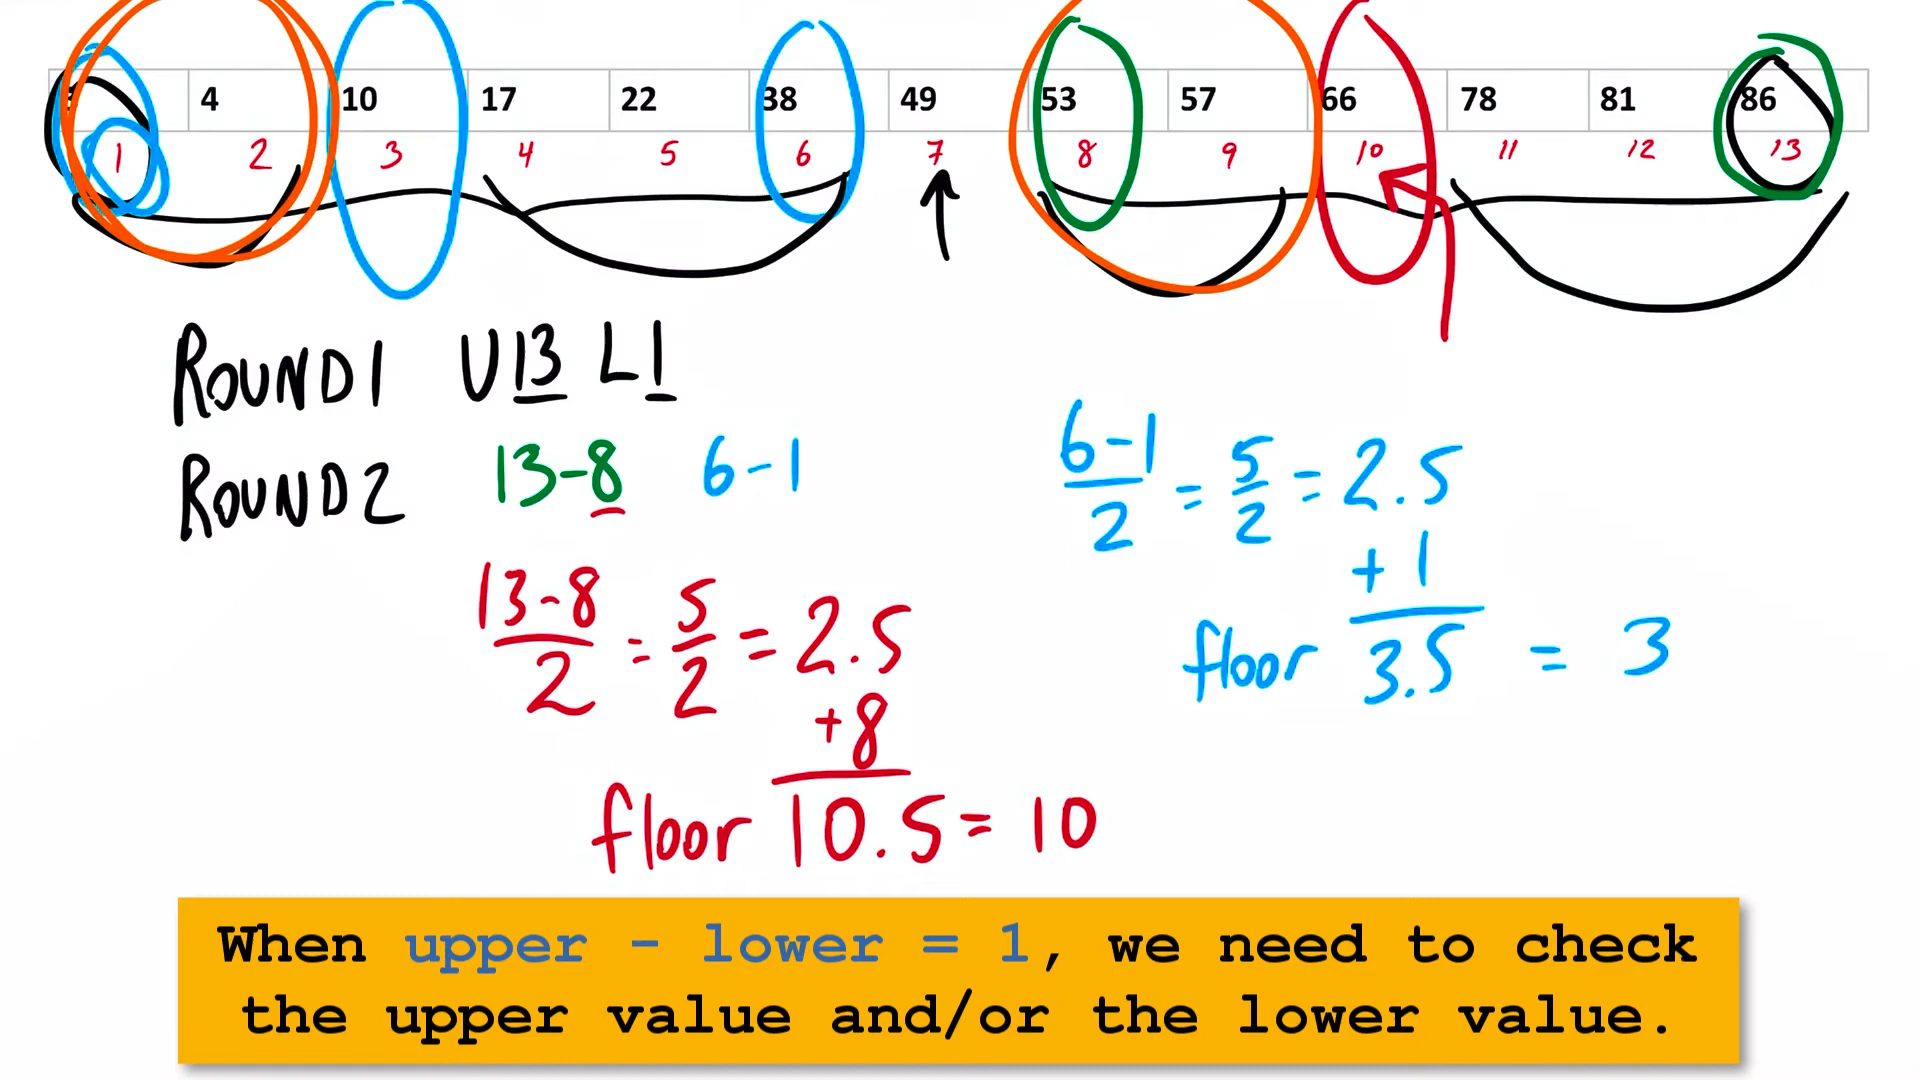 4 10 17 22 38 49 53 57 66 78 81 86
1 2 3 4 5 6 7 8 9 10 11 12 13
ROUND1 U13 L1
ROUND2 13-8 6-1
13-8/2 = 5/2 = 2.5
+8
floor 10.5 = 10
6-1/2 = 5/2 = 2.5
+1
floor 3.5 = 3
When upper - lower = 1, we need to check
the upper value and/or the lower value.